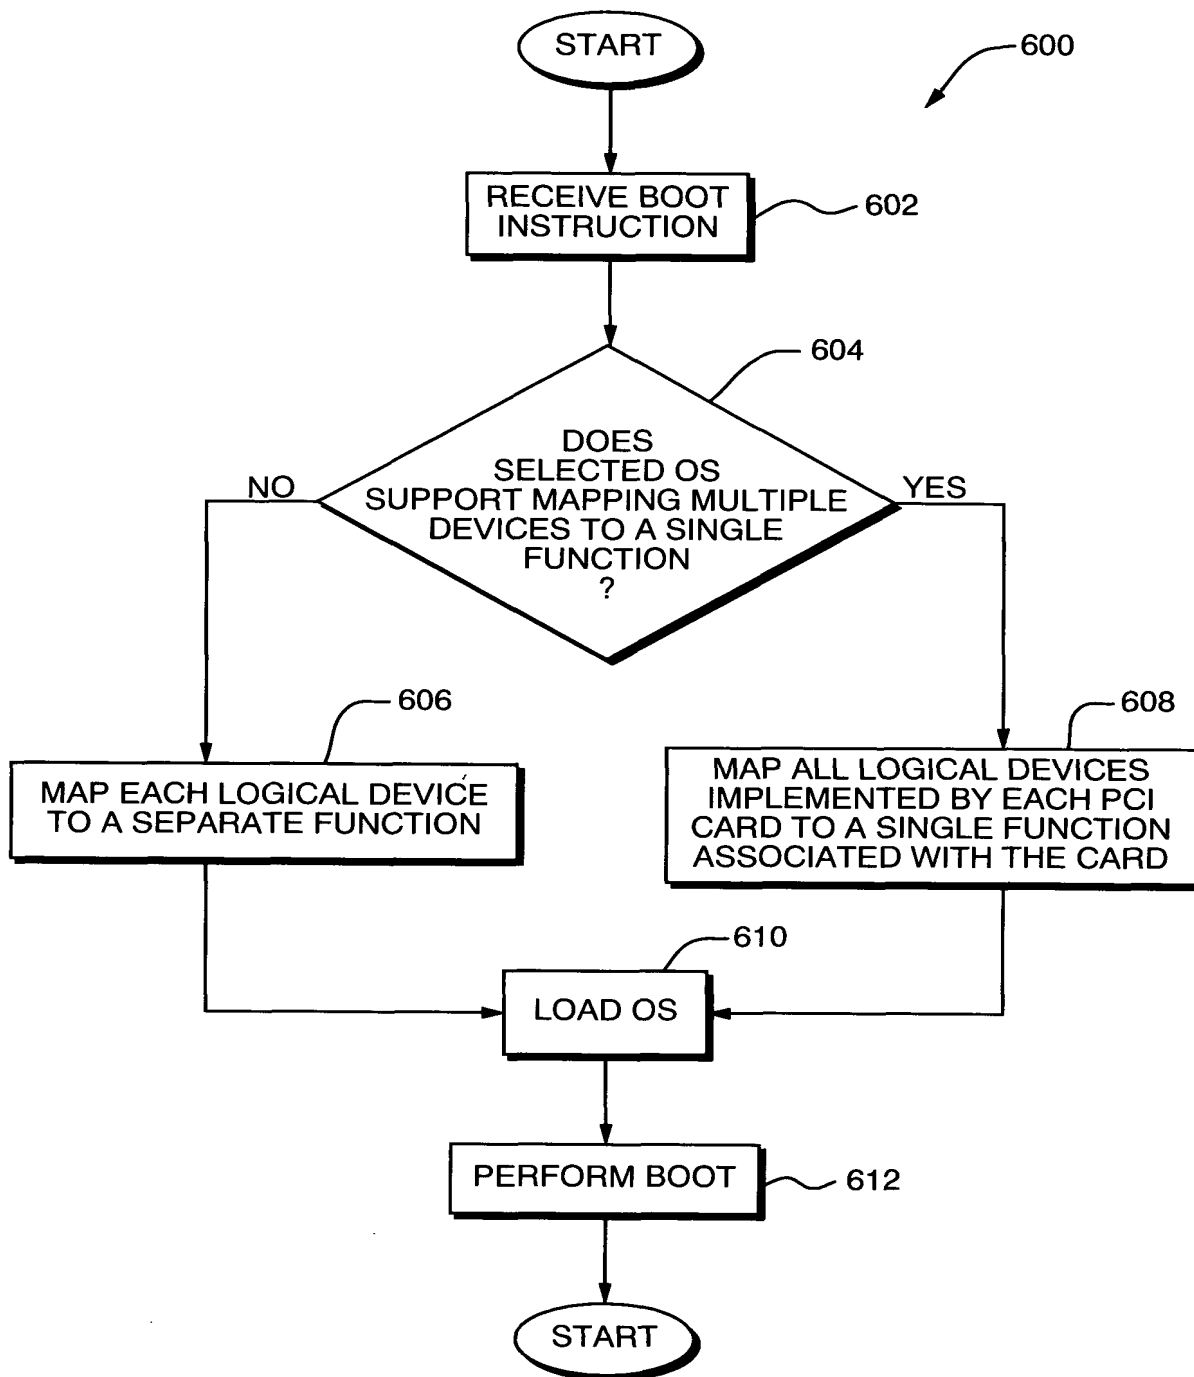 START
600
RECEIVE BOOT
INSTRUCTION
602
604
DOES
SELECTED OS
SUPPORT MAPPING MULTIPLE
DEVICES TO A SINGLE
FUNCTION
?
NO
YES
606
MAP EACH LOGICAL DEVICE
TO A SEPARATE FUNCTION
608
MAP ALL LOGICAL DEVICES
IMPLEMENTED BY EACH PCI
CARD TO A SINGLE FUNCTION
ASSOCIATED WITH THE CARD
610
LOAD OS
PERFORM BOOT
612
START